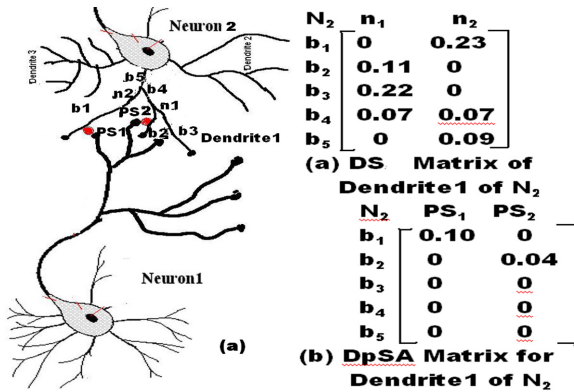 Neuron 2
Dendrite 3
Dendrite 2
b5
n2
b4
b1
PS2
n1
PS1
b2
b3
Dendrite1
Neuron1
(a)
N2 n1 n2
b1 0 0.23
b2 0.11 0
b3 0.22 0
b4 0.07 0.07
b5 0 0.09
(a) DS Matrix of
Dendrite1 of N2
N2 PS1 PS2
b1 0.10 0
b2 0 0.04
b3 0 0
b4 0 0
b5 0 0
(b) DpSA Matrix for
Dendrite1 of N2